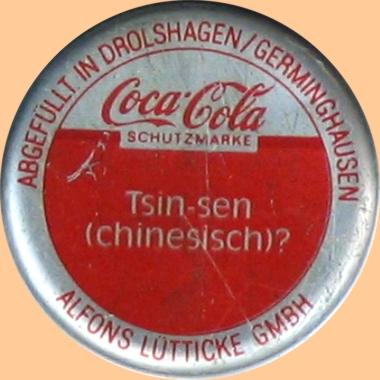 ABGEFÜLLT IN DROLSHAGEN/GERMINGHAUSEN
Coca-Cola
SCHUTZMARKE
Tsin-sen
(chinesisch)?
ALFONS LÜTTICKE GMBH